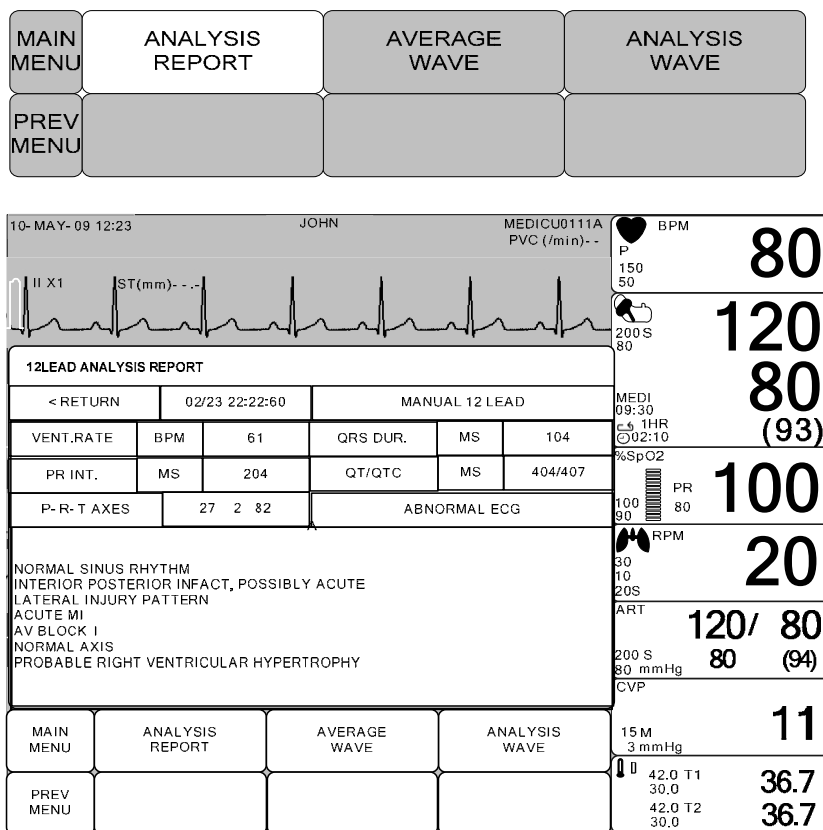 MAIN MENU ANALYSIS REPORT AVERAGE WAVE ANALYSIS WAVE
PREV MENU
10- MAY- 09 12:23 JOHN MEDICU0111A
PVC (/min)- -
II X1 ST(mm)- - .-
12LEAD ANALYSIS REPORT
< RETURN 02/23 22:22:60 MANUAL 12 LEAD
VENT.RATE BPM 61 QRS DUR. MS 104
PR INT. MS 204 QT/QTC MS 404/407
P- R- T AXES 27 2 82 ABNORMAL ECG
NORMAL SINUS RHYTHM
INTERIOR POSTERIOR INFACT, POSSIBLY ACUTE
LATERAL INJURY PATTERN
ACUTE MI
AV BLOCK I
NORMAL AXIS
PROBABLE RIGHT VENTRICULAR HYPERTROPHY
MAIN MENU ANALYSIS REPORT AVERAGE WAVE ANALYSIS WAVE
PREV MENU
BPM
P
150
50
80
200 S
80
120
80
MEDI
09:30
1HR
02:10
(93)
%SpO2
100
90
PR
80
100
RPM
30
10
20S
20
ART
120/ 80
200 S
80 mmHg
80 (94)
CVP
15 M
3 mmHg
11
42.0 T1
30.0
36.7
42.0 T2
30.0
36.7